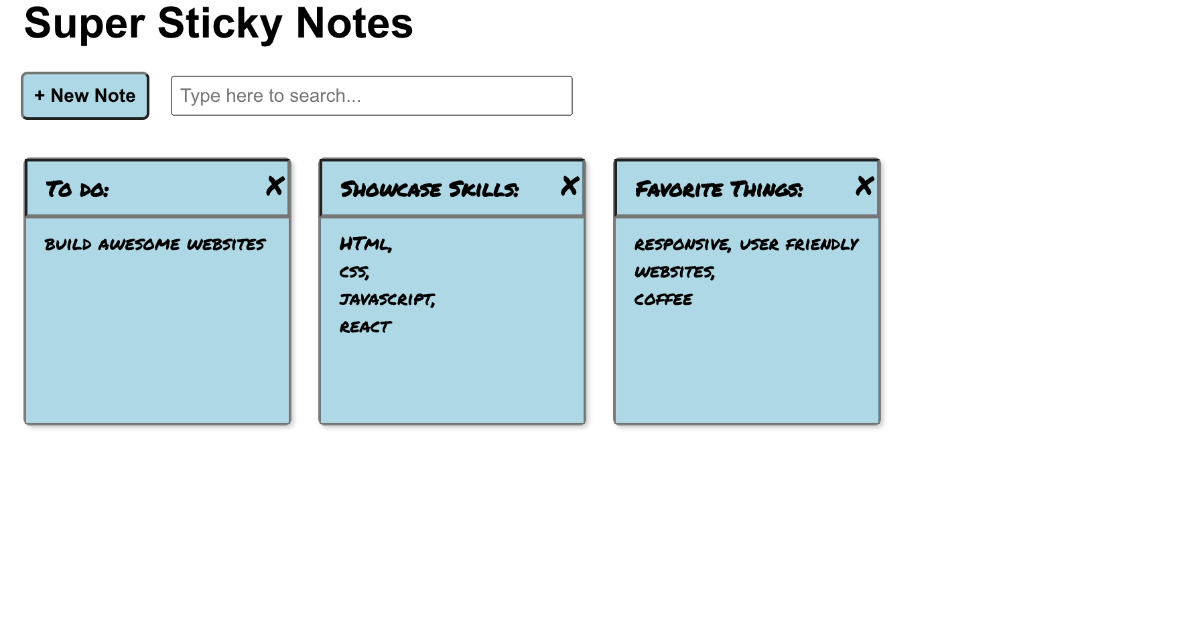 Super Sticky Notes
+ New Note
Type here to search...
To do:
X
build awesome websites
Showcase Skills:
X
HTML,
CSS,
JavaScript,
React
Favorite Things:
X
responsive, user friendly
websites,
coffee